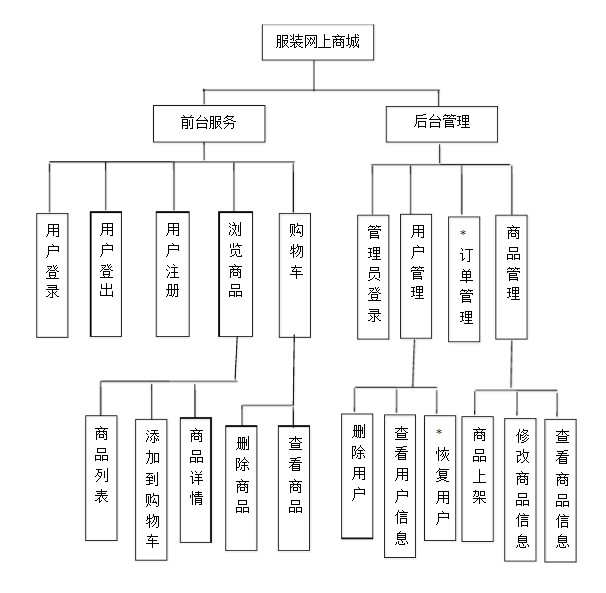 服装网上商城
前台服务
后台管理
用户登录
用户登出
用户注册
浏览商品
购物车
管理员登录
用户管理
*订单管理
商品管理
商品列表
添加到购物车
商品详情
删除商品
查看商品
删除用户
查看用户信息
*恢复用户
商品上架
修改商品信息
查看商品信息